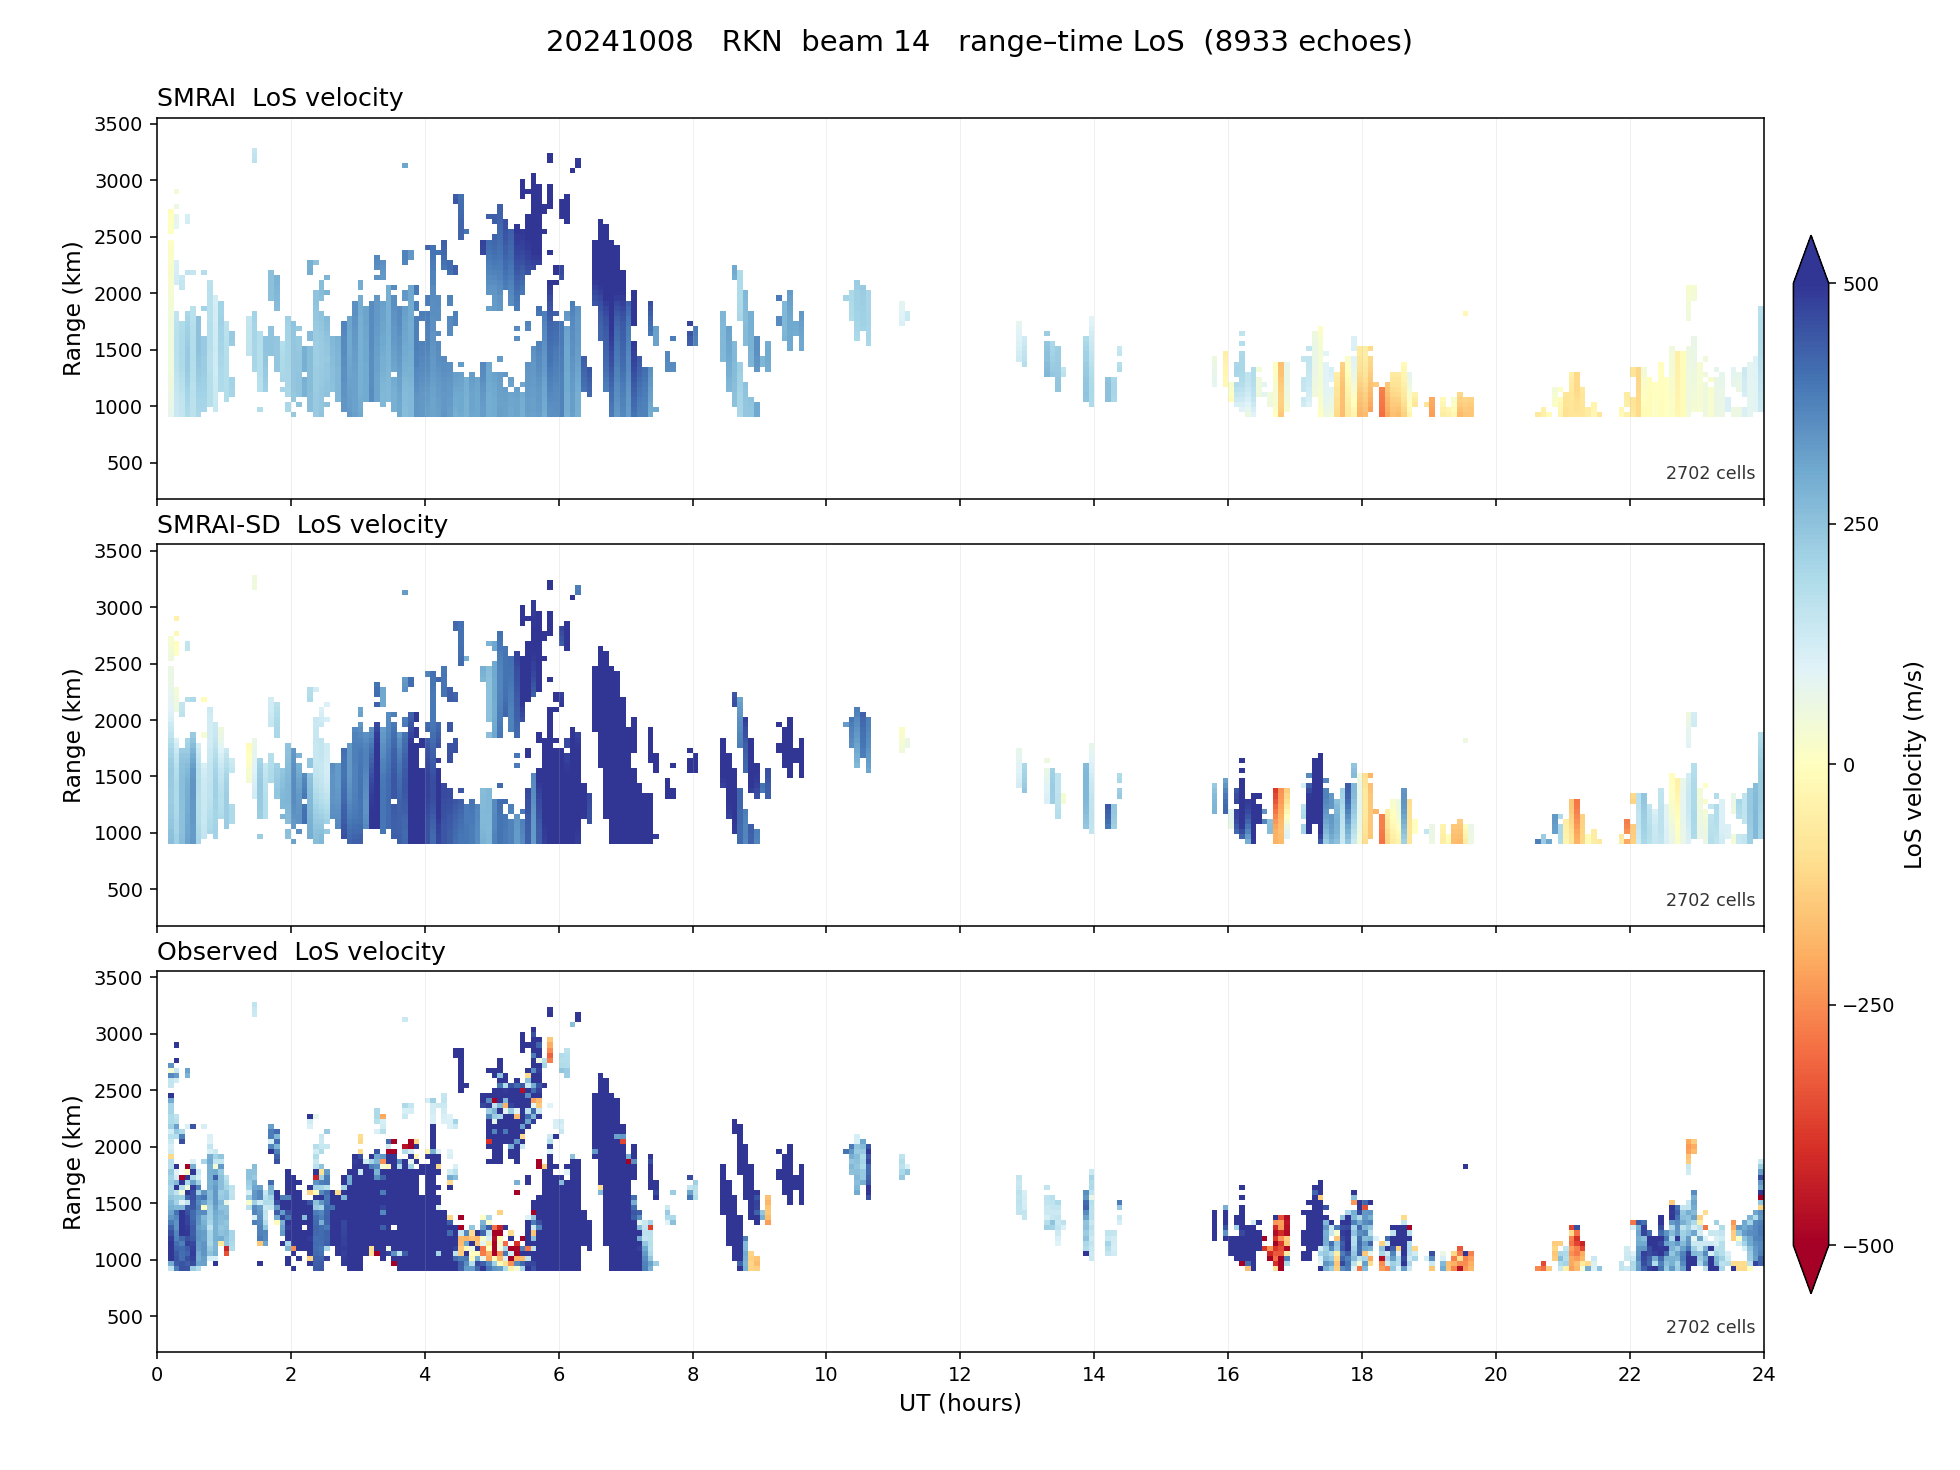 20241008   RKN  beam 14   range–time LoS  (8933 echoes)
SMRAI  LoS velocity
3500
3000
2500
2000
1500
1000
500
Range (km)
2702 cells
SMRAI-SD  LoS velocity
3500
3000
2500
2000
1500
1000
500
Range (km)
2702 cells
Observed  LoS velocity
3500
3000
2500
2000
1500
1000
500
Range (km)
2702 cells
0 2 4 6 8 10 12 14 16 18 20 22 24
UT (hours)
500
250
0
−250
−500
LoS velocity (m/s)